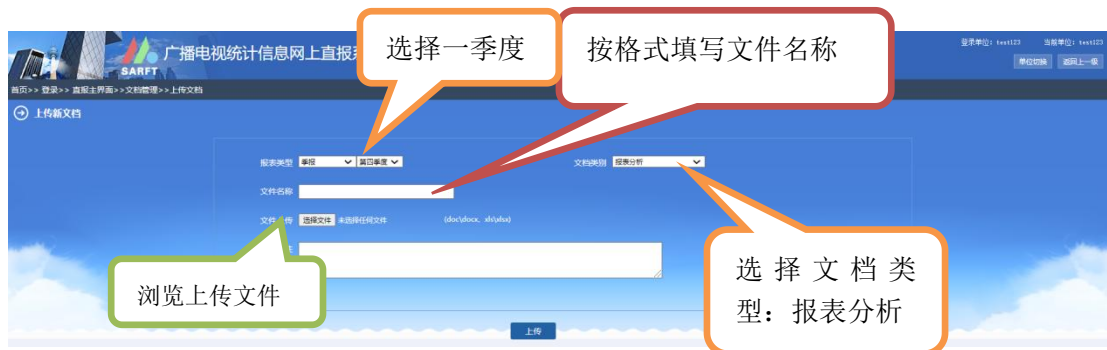 选择一季度
按格式填写文件名称
广播电视统计信息网上直报系
SARFT
登录单位：test123 当前单位：test123
单位切换 返回上一级
首页>> 登录>> 直报主界面>>文档管理>>上传文档
上传新文档
报表类型 季报 第四季度 文档类别 报表分析
文件名称
文件 传 选择文件 未选择任何文件 (doc\docx, xls\xlsx)
浏览上传文件
选择文档类
型：报表分析
上传